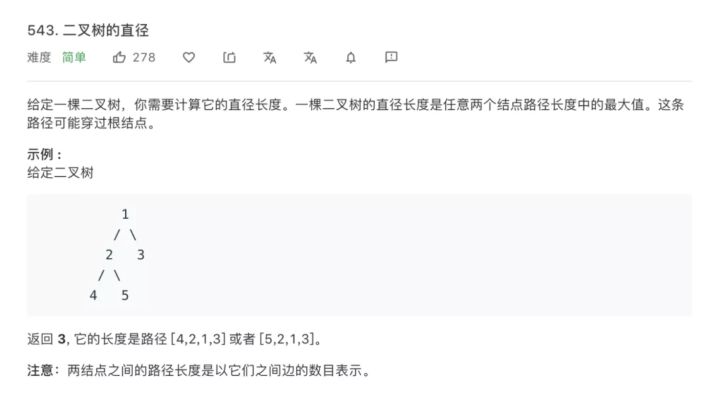 543. 二叉树的直径
难度 简单 278
给定一棵二叉树，你需要计算它的直径长度。一棵二叉树的直径长度是任意两个结点路径长度中的最大值。这条
路径可能穿过根结点。
示例 :
给定二叉树
1
/ \
2 3
/ \
4 5
返回 3, 它的长度是路径 [4,2,1,3] 或者 [5,2,1,3]。
注意：两结点之间的路径长度是以它们之间边的数目表示。